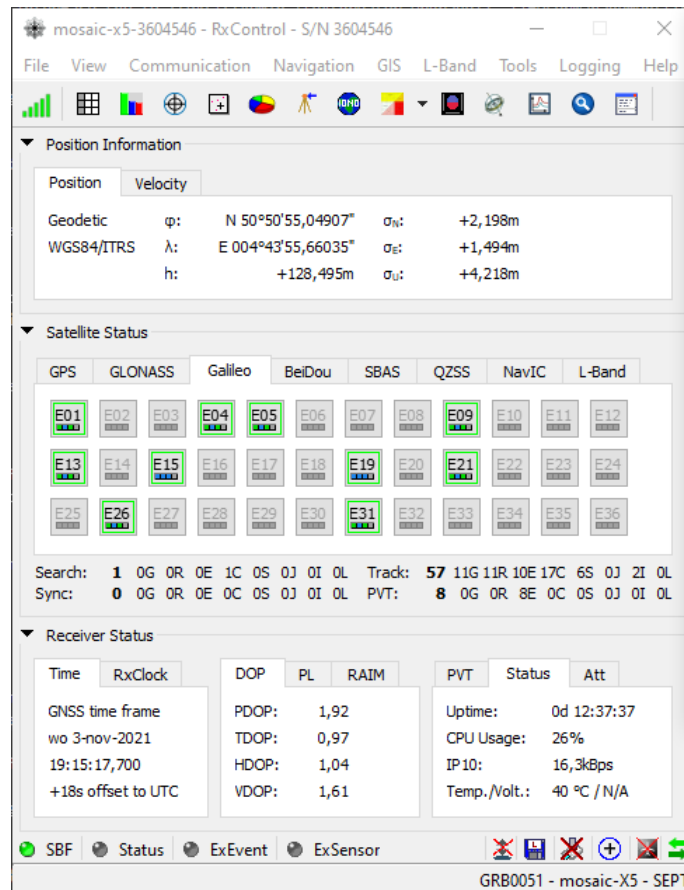 mosaic-x5-3604546 - RxControl - S/N 3604546
File View Communication Navigation GIS L-Band Tools Logging Help
IONO
Position Information
Position Velocity
Geodetic φ: N 50°50'55,04907" σN: +2,198m
WGS84/ITRS λ: E 004°43'55,66035" σE: +1,494m
h: +128,495m σU: +4,218m
Satellite Status
GPS GLONASS Galileo BeiDou SBAS QZSS NavIC L-Band
E01 E02 E03 E04 E05 E06 E07 E08 E09 E10 E11 E12
E13 E14 E15 E16 E17 E18 E19 E20 E21 E22 E23 E24
E25 E26 E27 E28 E29 E30 E31 E32 E33 E34 E35 E36
Search: 1 0G 0R 0E 1C 0S 0J 0I 0L Track: 57 11G 11R 10E 17C 6S 0J 2I 0L
Sync: 0 0G 0R 0E 0C 0S 0J 0I 0L PVT: 8 0G 0R 8E 0C 0S 0J 0I 0L
Receiver Status
Time RxClock DOP PL RAIM PVT Status Att
GNSS time frame PDOP: 1,92 Uptime: 0d 12:37:37
wo 3-nov-2021 TDOP: 0,97 CPU Usage: 26%
19:15:17,700 HDOP: 1,04 IP10: 16,3kBps
+18s offset to UTC VDOP: 1,61 Temp./Volt.: 40 °C / N/A
SBF Status ExEvent ExSensor
GRB0051 - mosaic-X5 - SEPT